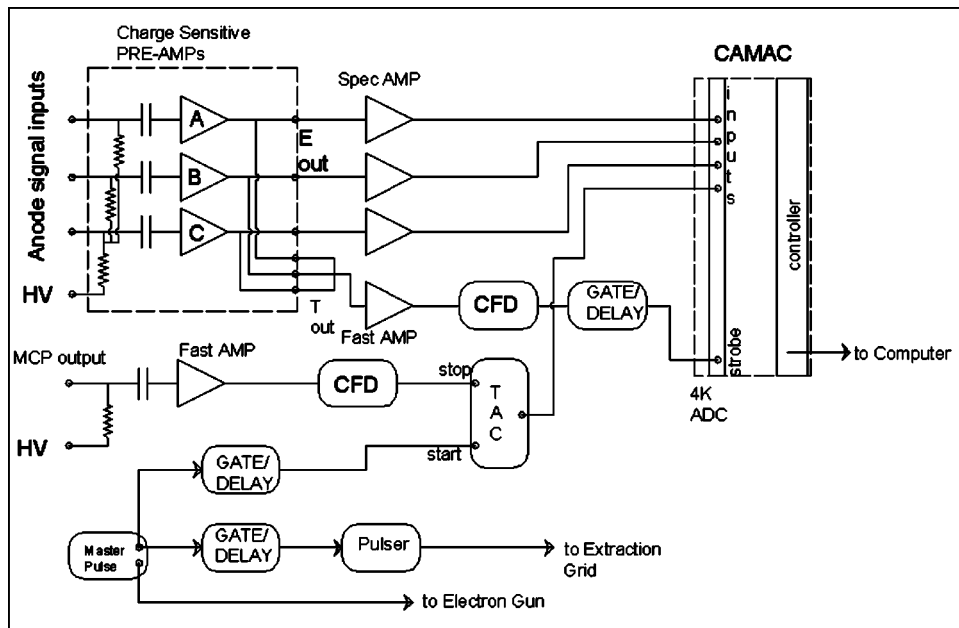 Charge Sensitive
PRE-AMPs
CAMAC
Spec AMP
Anode signal inputs
A
B
C
E
out
inputs
controller
HV
T
out
Fast AMP
CFD
GATE/
DELAY
strobe
to Computer
4K
ADC
MCP output
Fast AMP
CFD
stop
TAC
start
HV
GATE/
DELAY
Master
Pulse
GATE/
DELAY
Pulser
to Extraction
Grid
to Electron Gun